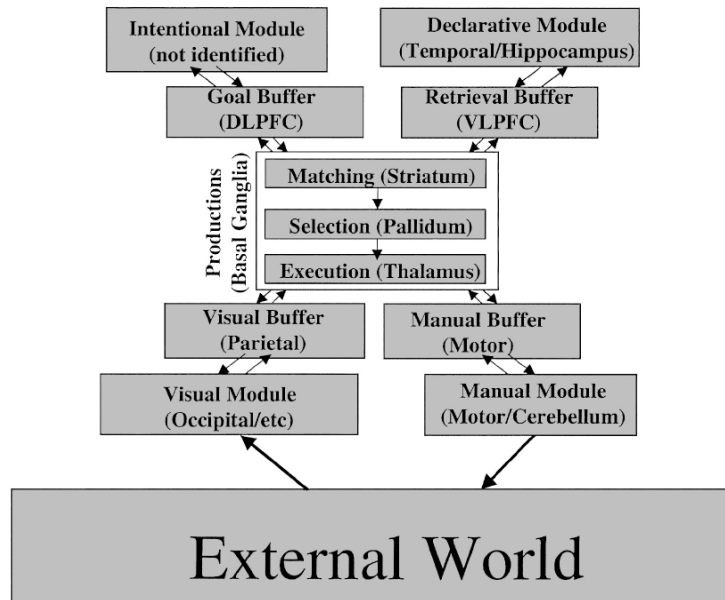 Intentional Module
(not identified)
Declarative Module
(Temporal/Hippocampus)
Goal Buffer
(DLPFC)
Retrieval Buffer
(VLPFC)
Productions
(Basal Ganglia)
Matching (Striatum)
Selection (Pallidum)
Execution (Thalamus)
Visual Buffer
(Parietal)
Manual Buffer
(Motor)
Visual Module
(Occipital/etc)
Manual Module
(Motor/Cerebellum)
External World